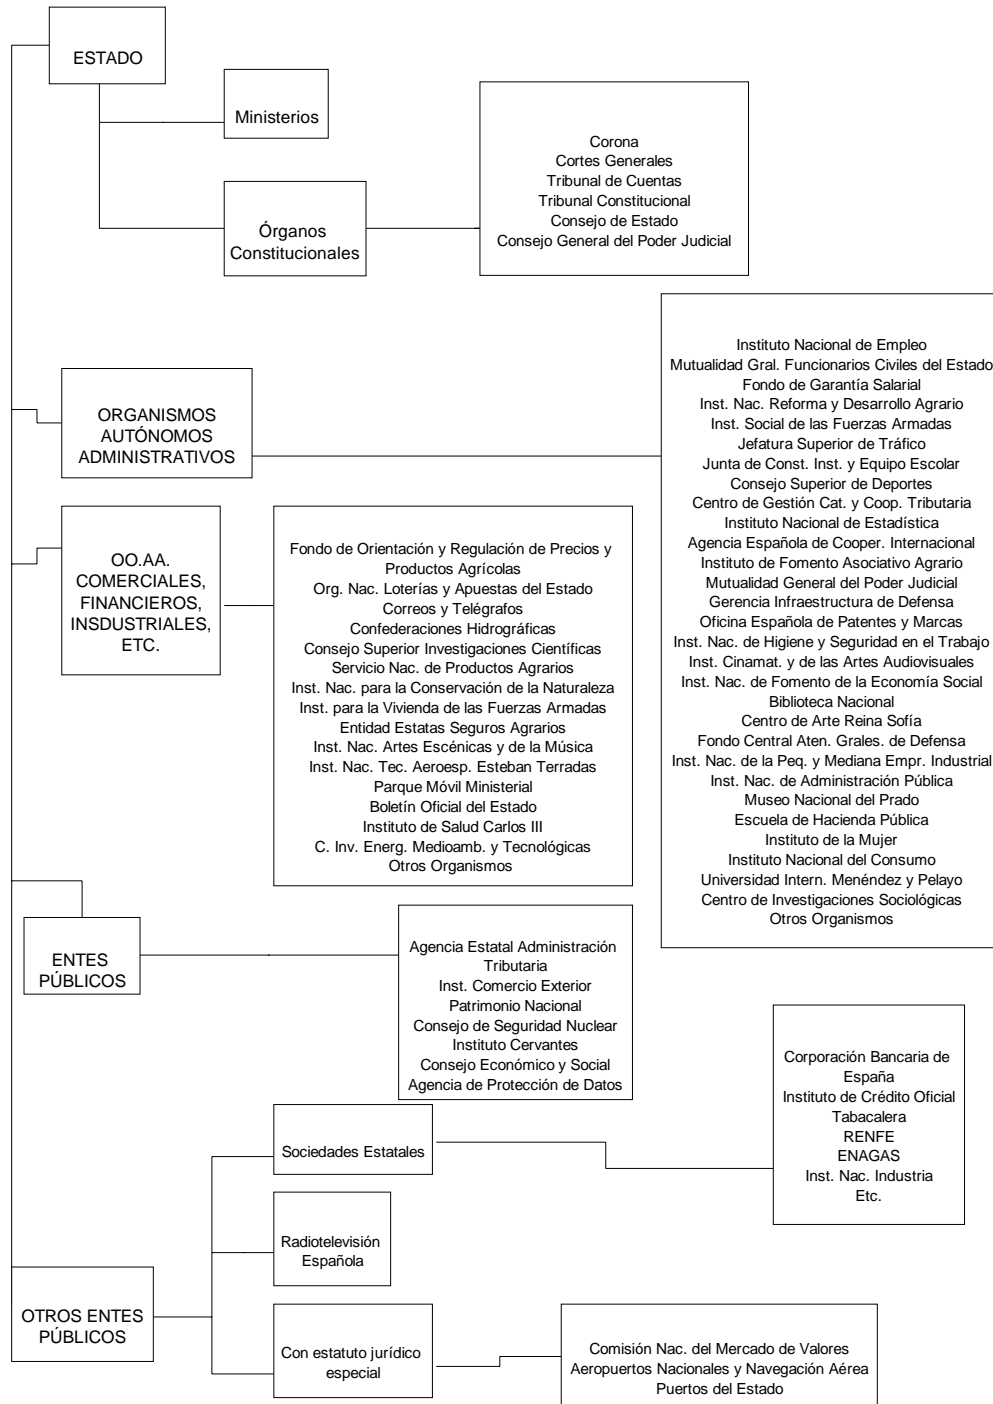 ESTADO
Ministerios
Órganos
Constitucionales
Corona
Cortes Generales
Tribunal de Cuentas
Tribunal Constitucional
Consejo de Estado
Consejo General del Poder Judicial
ORGANISMOS
AUTÓNOMOS
ADMINISTRATIVOS
Instituto Nacional de Empleo
Mutualidad Gral. Funcionarios Civiles del Estado
Fondo de Garantía Salarial
Inst. Nac. Reforma y Desarrollo Agrario
Inst. Social de las Fuerzas Armadas
Jefatura Superior de Tráfico
Junta de Const. Inst. y Equipo Escolar
Consejo Superior de Deportes
Centro de Gestión Cat. y Coop. Tributaria
Instituto Nacional de Estadística
Agencia Española de Cooper. Internacional
Instituto de Fomento Asociativo Agrario
Mutualidad General del Poder Judicial
Gerencia Infraestructura de Defensa
Oficina Española de Patentes y Marcas
Inst. Nac. de Higiene y Seguridad en el Trabajo
Inst. Cinamat. y de las Artes Audiovisuales
Inst. Nac. de Fomento de la Economía Social
Biblioteca Nacional
Centro de Arte Reina Sofía
Fondo Central Aten. Grales. de Defensa
Inst. Nac. de la Peq. y Mediana Empr. Industrial
Inst. Nac. de Administración Pública
Museo Nacional del Prado
Escuela de Hacienda Pública
Instituto de la Mujer
Instituto Nacional del Consumo
Universidad Intern. Menéndez y Pelayo
Centro de Investigaciones Sociológicas
Otros Organismos
OO.AA.
COMERCIALES,
FINANCIEROS,
INSDUSTRIALES,
ETC.
Fondo de Orientación y Regulación de Precios y
Productos Agrícolas
Org. Nac. Loterías y Apuestas del Estado
Correos y Telégrafos
Confederaciones Hidrográficas
Consejo Superior Investigaciones Científicas
Servicio Nac. de Productos Agrarios
Inst. Nac. para la Conservación de la Naturaleza
Inst. para la Vivienda de las Fuerzas Armadas
Entidad Estatas Seguros Agrarios
Inst. Nac. Artes Escénicas y de la Música
Inst. Nac. Tec. Aeroesp. Esteban Terradas
Parque Móvil Ministerial
Boletín Oficial del Estado
Instituto de Salud Carlos III
C. Inv. Energ. Medioamb. y Tecnológicas
Otros Organismos
ENTES
PÚBLICOS
Agencia Estatal Administración
Tributaria
Inst. Comercio Exterior
Patrimonio Nacional
Consejo de Seguridad Nuclear
Instituto Cervantes
Consejo Económico y Social
Agencia de Protección de Datos
OTROS ENTES
PÚBLICOS
Sociedades Estatales
Corporación Bancaria de
España
Instituto de Crédito Oficial
Tabacalera
RENFE
ENAGAS
Inst. Nac. Industria
Etc.
Radiotelevisión
Española
Con estatuto jurídico
especial
Comisión Nac. del Mercado de Valores
Aeropuertos Nacionales y Navegación Aérea
Puertos del Estado